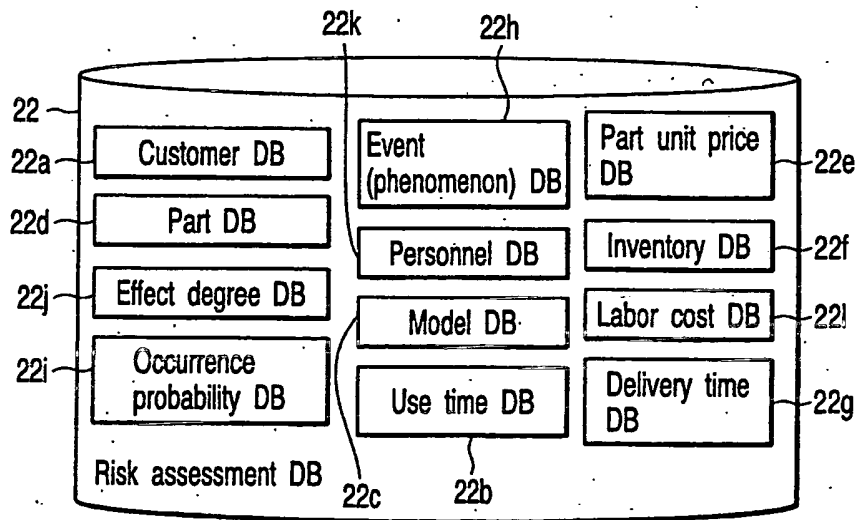 22k
22h
22
22a
Customer DB
Event
(phenomenon) DB
Part unit price
DB
22e
22d
Part DB
Personnel DB
Inventory DB
22f
22j
Effect degree DB
Model DB
Labor cost DB
22l
22i
Occurrence
probability DB
Use time DB
Delivery time
DB
22g
Risk assessment DB
22c
22b